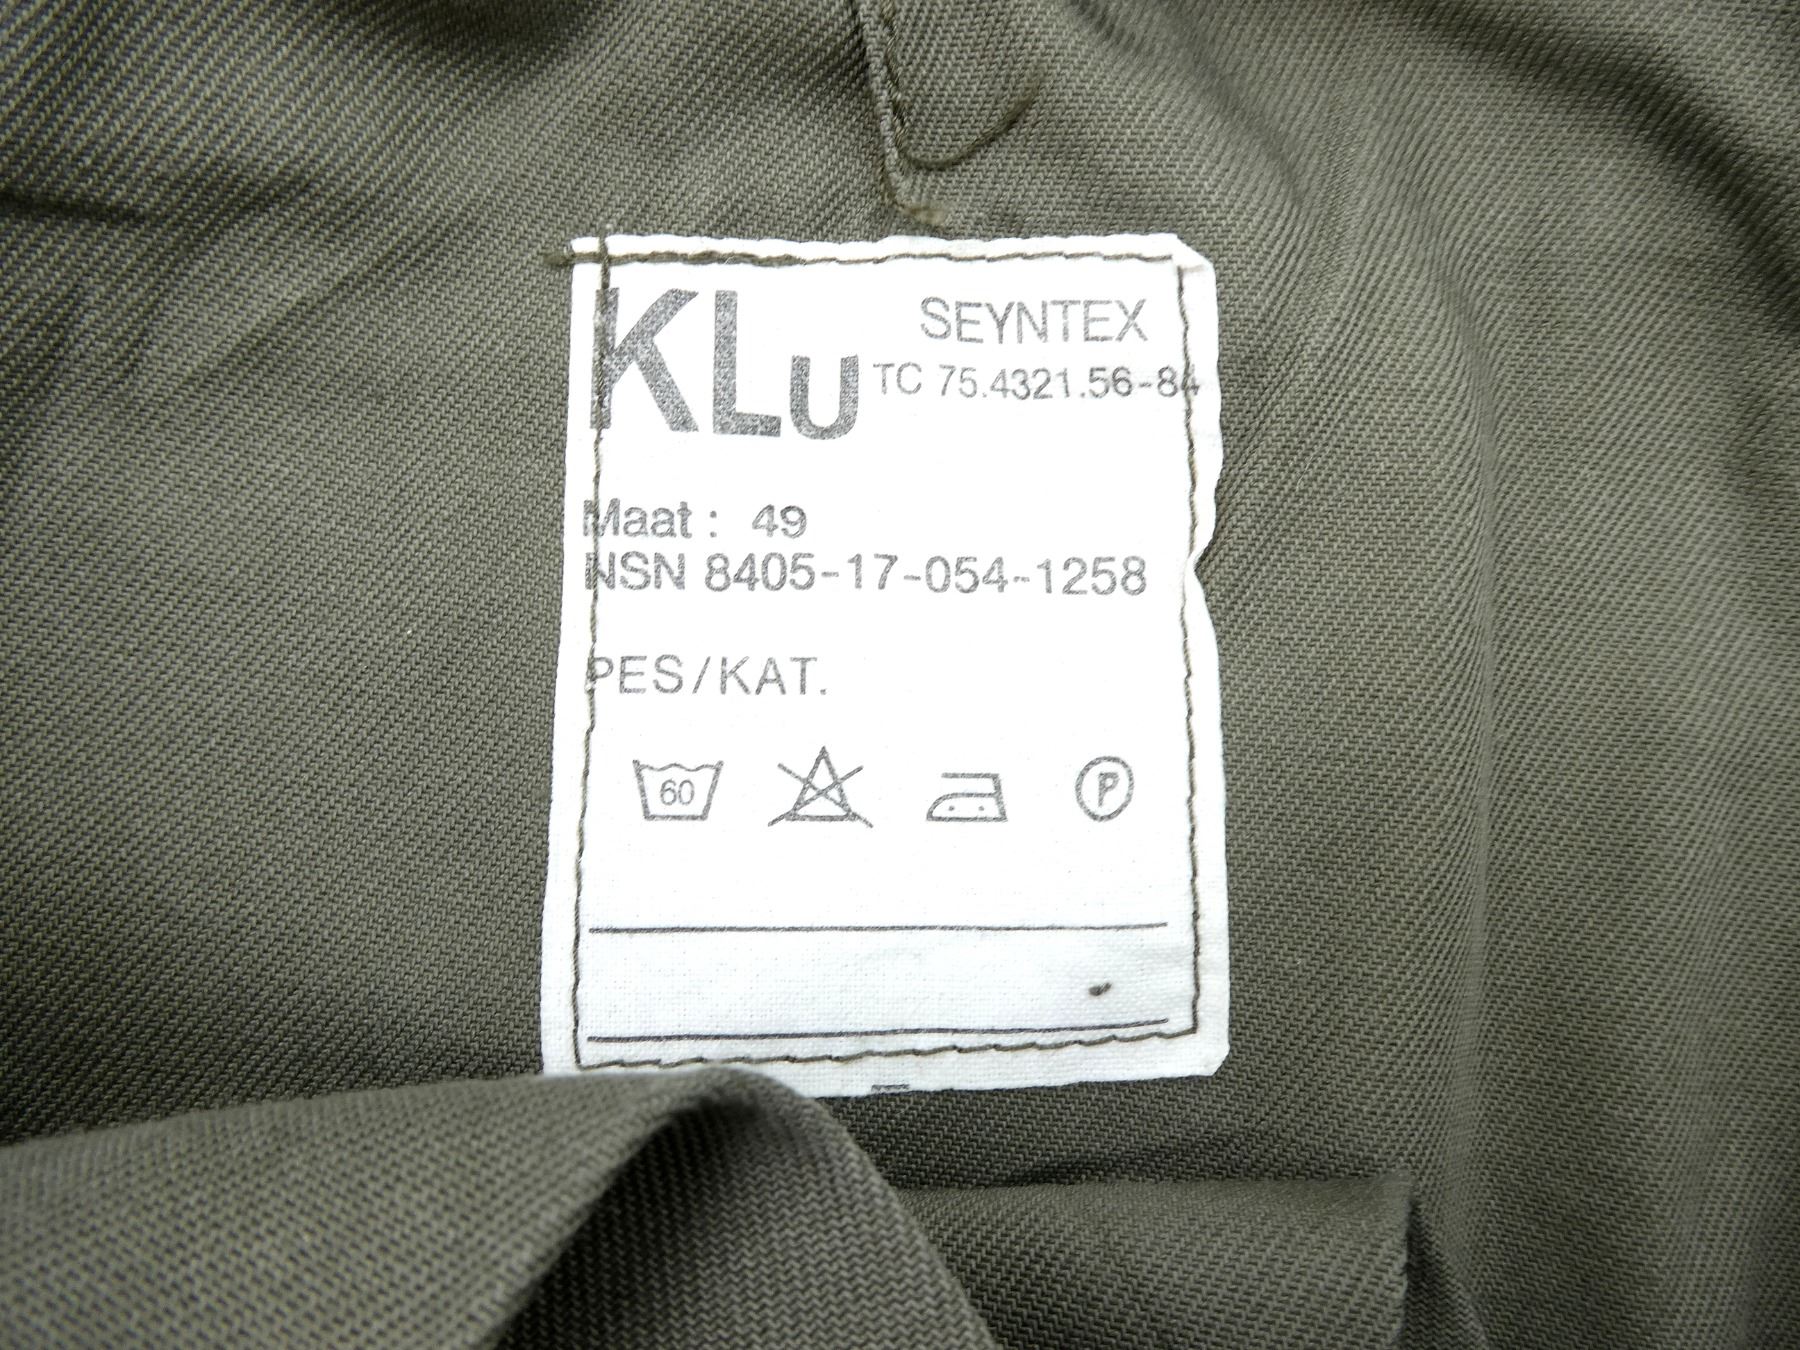 KLu SEYNTEX
TC 75.4321.56-84
Maat : 49
NSN 8405-17-054-1258
PES/KAT.
60 P